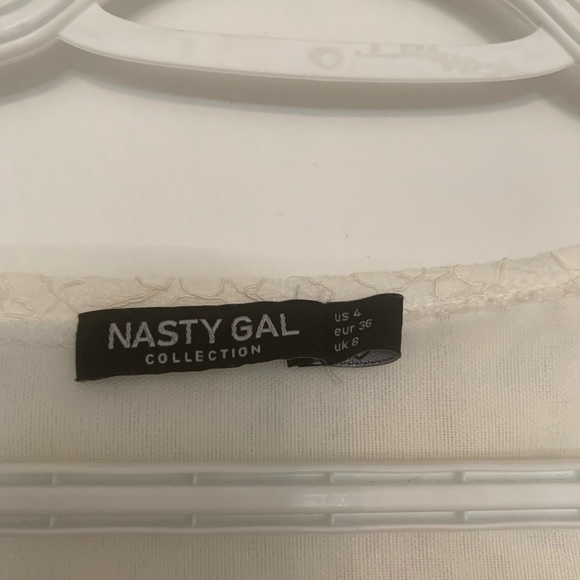 NASTY GAL
COLLECTION
us 4
eur 36
uk 8